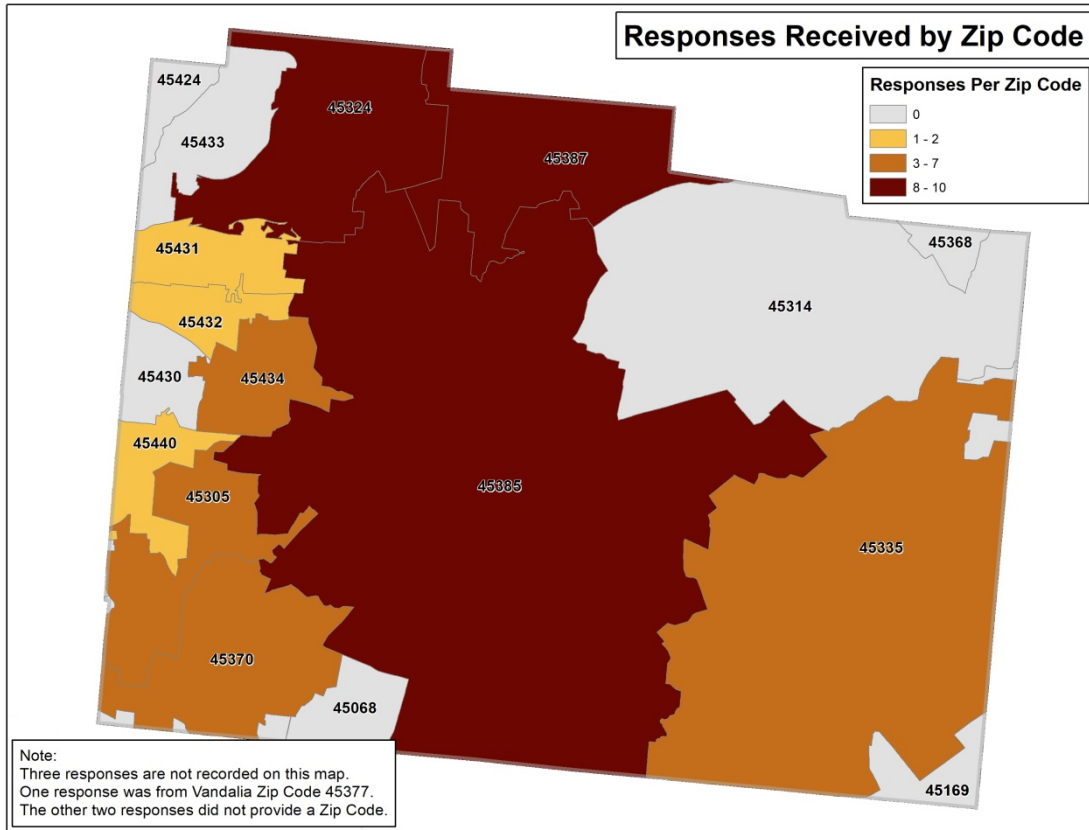 Responses Received by Zip Code
Responses Per Zip Code
0
1 - 2
3 - 7
8 - 10
45424
45433
45324
45387
45368
45314
45431
45432
45430
45434
45440
45305
45385
45335
45370
45068
45169
Note:
Three responses are not recorded on this map.
One response was from Vandalia Zip Code 45377.
The other two responses did not provide a Zip Code.